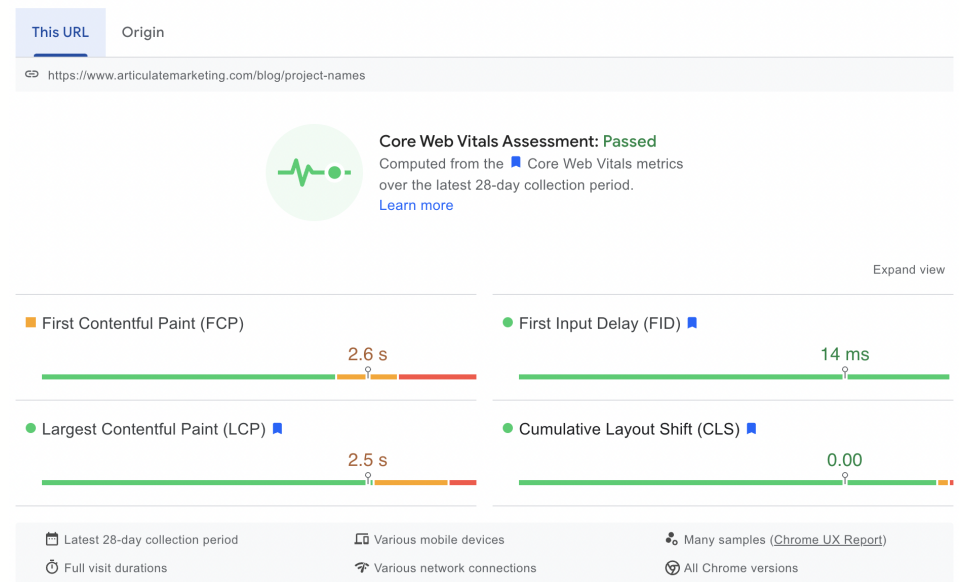 This URL
Origin
https://www.articulatemarketing.com/blog/project-names
Core Web Vitals Assessment: Passed
Computed from the Core Web Vitals metrics
over the latest 28-day collection period.
Learn more
Expand view
First Contentful Paint (FCP)
2.6 s
First Input Delay (FID)
14 ms
Largest Contentful Paint (LCP)
2.5 s
Cumulative Layout Shift (CLS)
0.00
Latest 28-day collection period
Various mobile devices
Many samples (Chrome UX Report)
Full visit durations
Various network connections
All Chrome versions